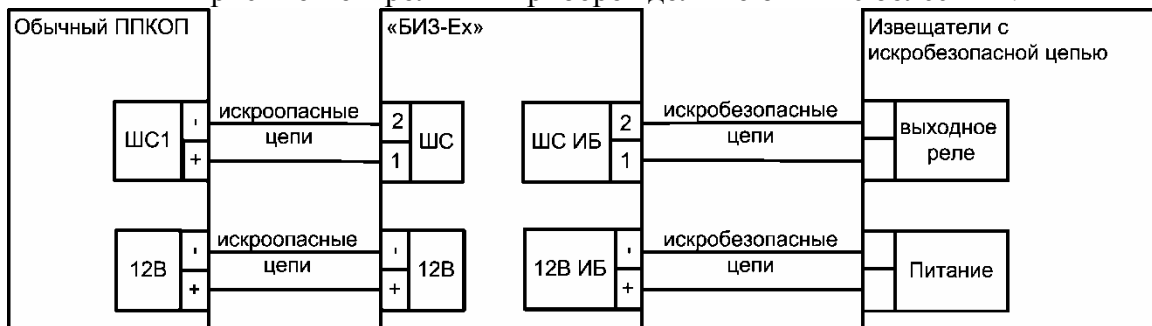 Обычный ППКОП
«БИЗ-Ех»
Извещатели с
искробезопасной цепью
ШС1
-
+
искроопасные
цепи
2
1
ШС
ШС ИБ
2
1
искробезопасные
цепи
выходное
реле
12В
-
+
искроопасные
цепи
-
+
12В
12В ИБ
-
+
искробезопасные
цепи
Питание